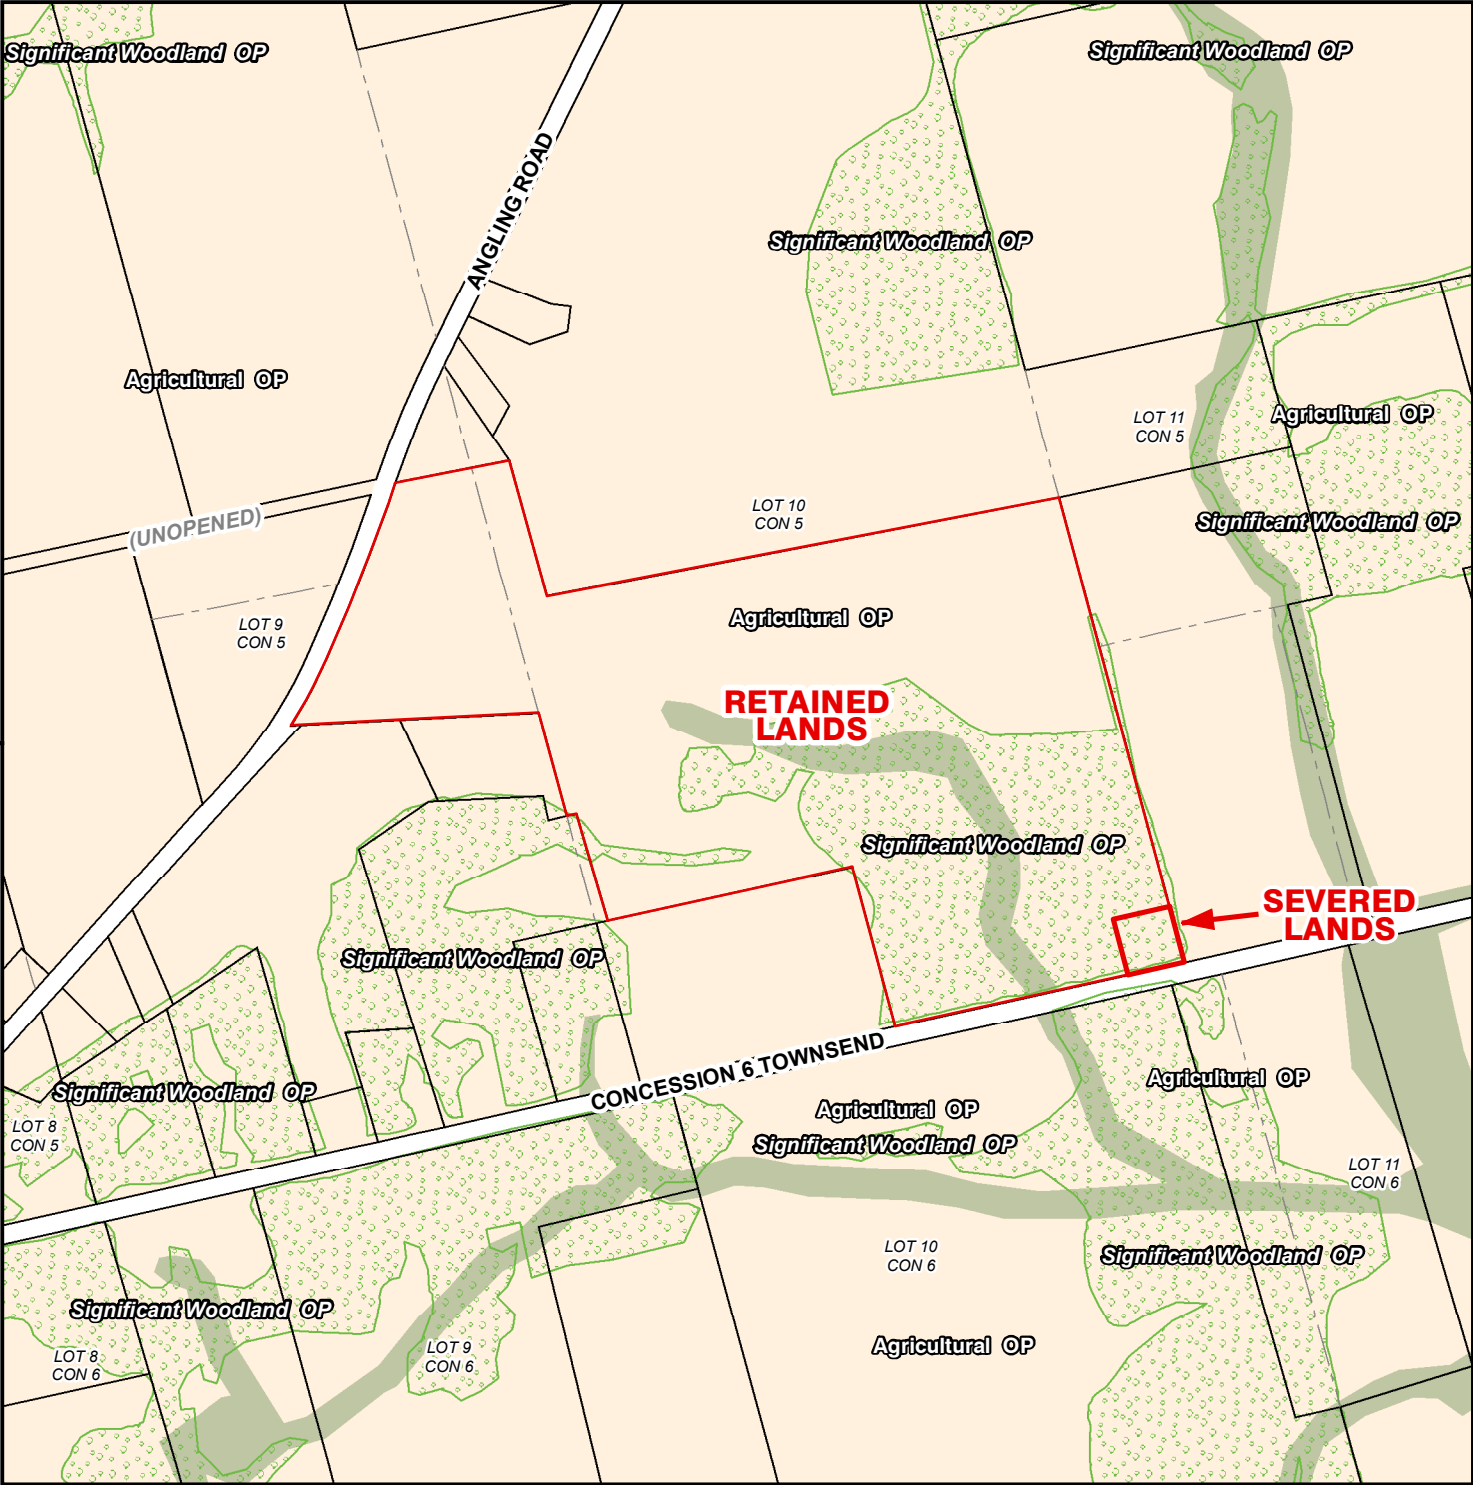 Significant Woodland OP
Significant Woodland OP
ANGLING ROAD
Significant Woodland OP
Agricultural OP
LOT 11
CON 5
Agricultural OP
LOT 10
CON 5
(UNOPENED)
Significant Woodland OP
LOT 9
CON 5
Agricultural OP
RETAINED
LANDS
Significant Woodland OP
SEVERED
LANDS
Significant Woodland OP
CONCESSION 6 TOWNSEND
Agricultural OP
Significant Woodland OP
Agricultural OP
LOT 8
CON 5
Significant Woodland OP
LOT 11
CON 6
LOT 10
CON 6
Significant Woodland OP
Significant Woodland OP
Agricultural OP
LOT 9
CON 6
LOT 8
CON 6